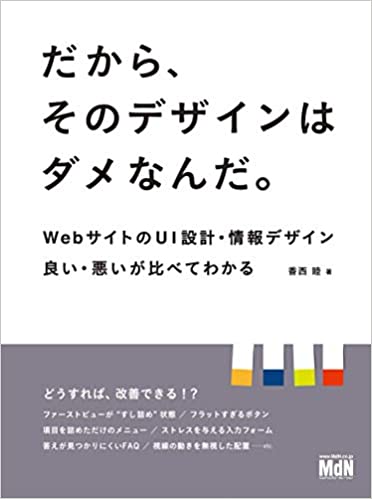 だから、
そのデザインは
ダメなんだ。
WebサイトのUI設計・情報デザイン
良い・悪いが比べてわかる
香西 睦 著
どうすれば、改善できる!?
ファーストビューが“すし詰め”状態 / フラットすぎるボタン
項目を詰めただけのメニュー / ストレスを与える入力フォーム
答えが見つかりにくいFAQ / 視線の動きを無視した配置……etc.
www.MdN.co.jp
MdN